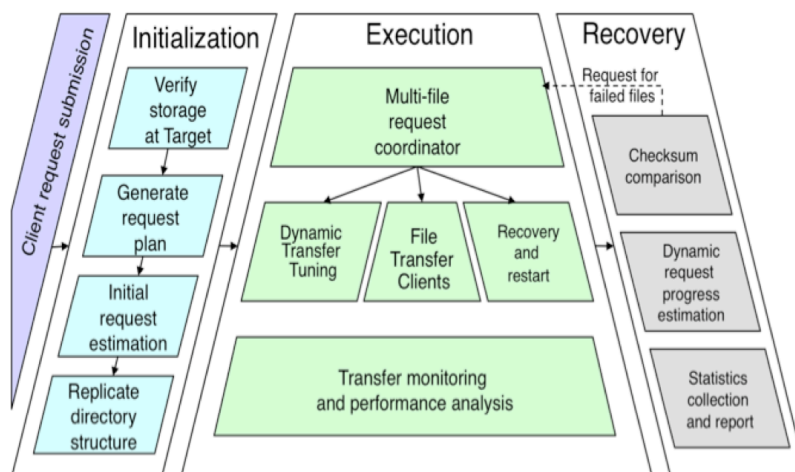 Client request submission
Initialization
Verify
storage
at Target
Generate
request
plan
Initial
request
estimation
Replicate
directory
structure
Execution
Multi-file
request
coordinator
Dynamic
Transfer
Tuning
File
Transfer
Clients
Recovery
and
restart
Transfer monitoring
and performance analysis
Recovery
Request for
failed files
Checksum
comparison
Dynamic
request
progress
estimation
Statistics
collection
and report